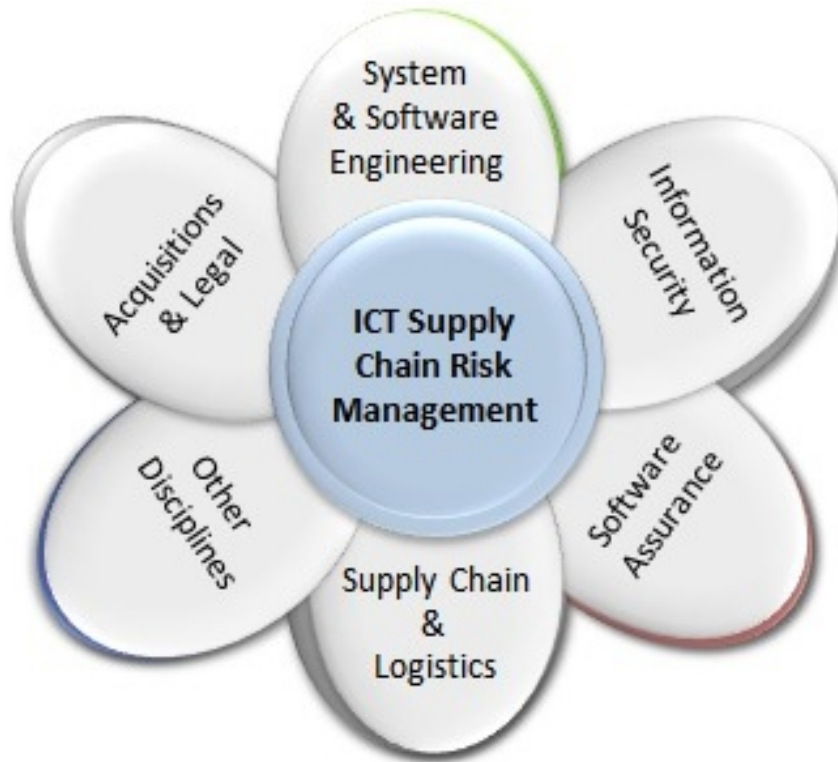 System
& Software
Engineering
Information
Security
Software
Assurance
Supply Chain
&
Logistics
Other
Disciplines
Acquisitions
& Legal
ICT Supply
Chain Risk
Management